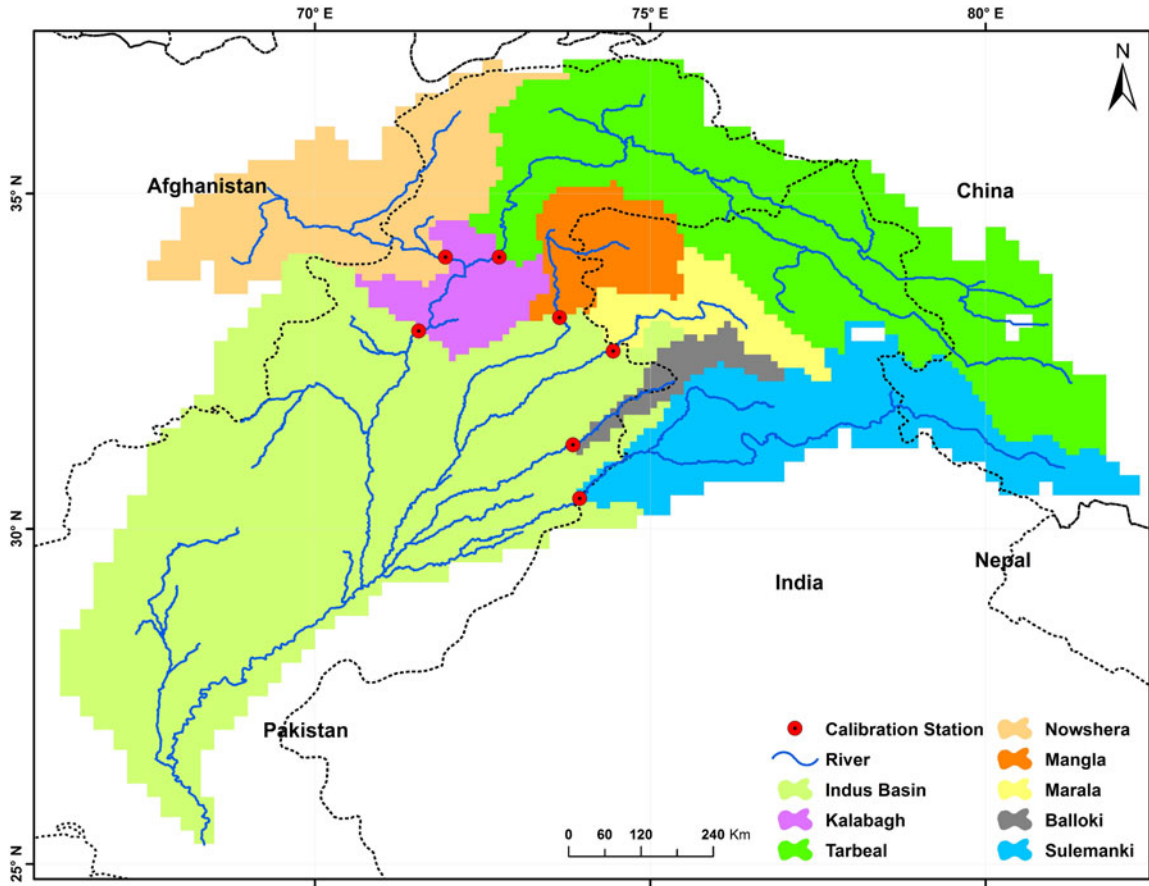 70° E
75° E
80° E
N
35° N
Afghanistan
China
30° N
Nepal
India
Pakistan
Calibration Station
River
Indus Basin
Kalabagh
Tarbeal
Nowshera
Mangla
Marala
Balloki
Sulemanki
0 60 120 240 Km
25° N